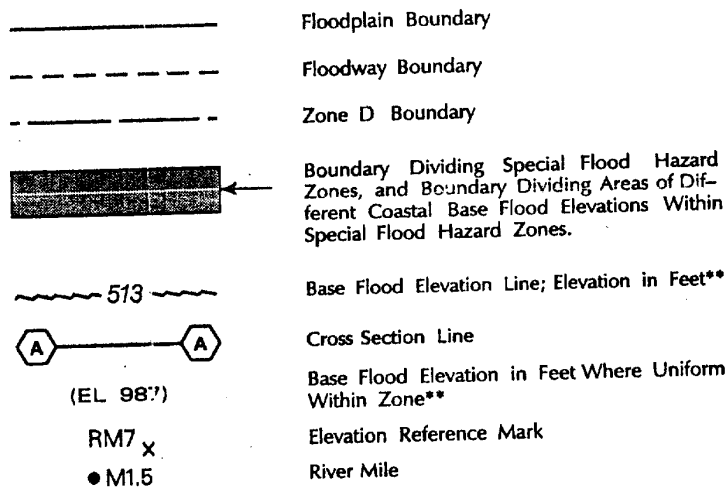 Floodplain Boundary
Floodway Boundary
Zone D Boundary
Boundary Dividing Special Flood Hazard
Zones, and Boundary Dividing Areas of Dif-
ferent Coastal Base Flood Elevations Within
Special Flood Hazard Zones.
513 Base Flood Elevation Line; Elevation in Feet**
A A Cross Section Line
(EL 987) Base Flood Elevation in Feet Where Uniform
Within Zone**
RM7 x Elevation Reference Mark
● M1.5 River Mile